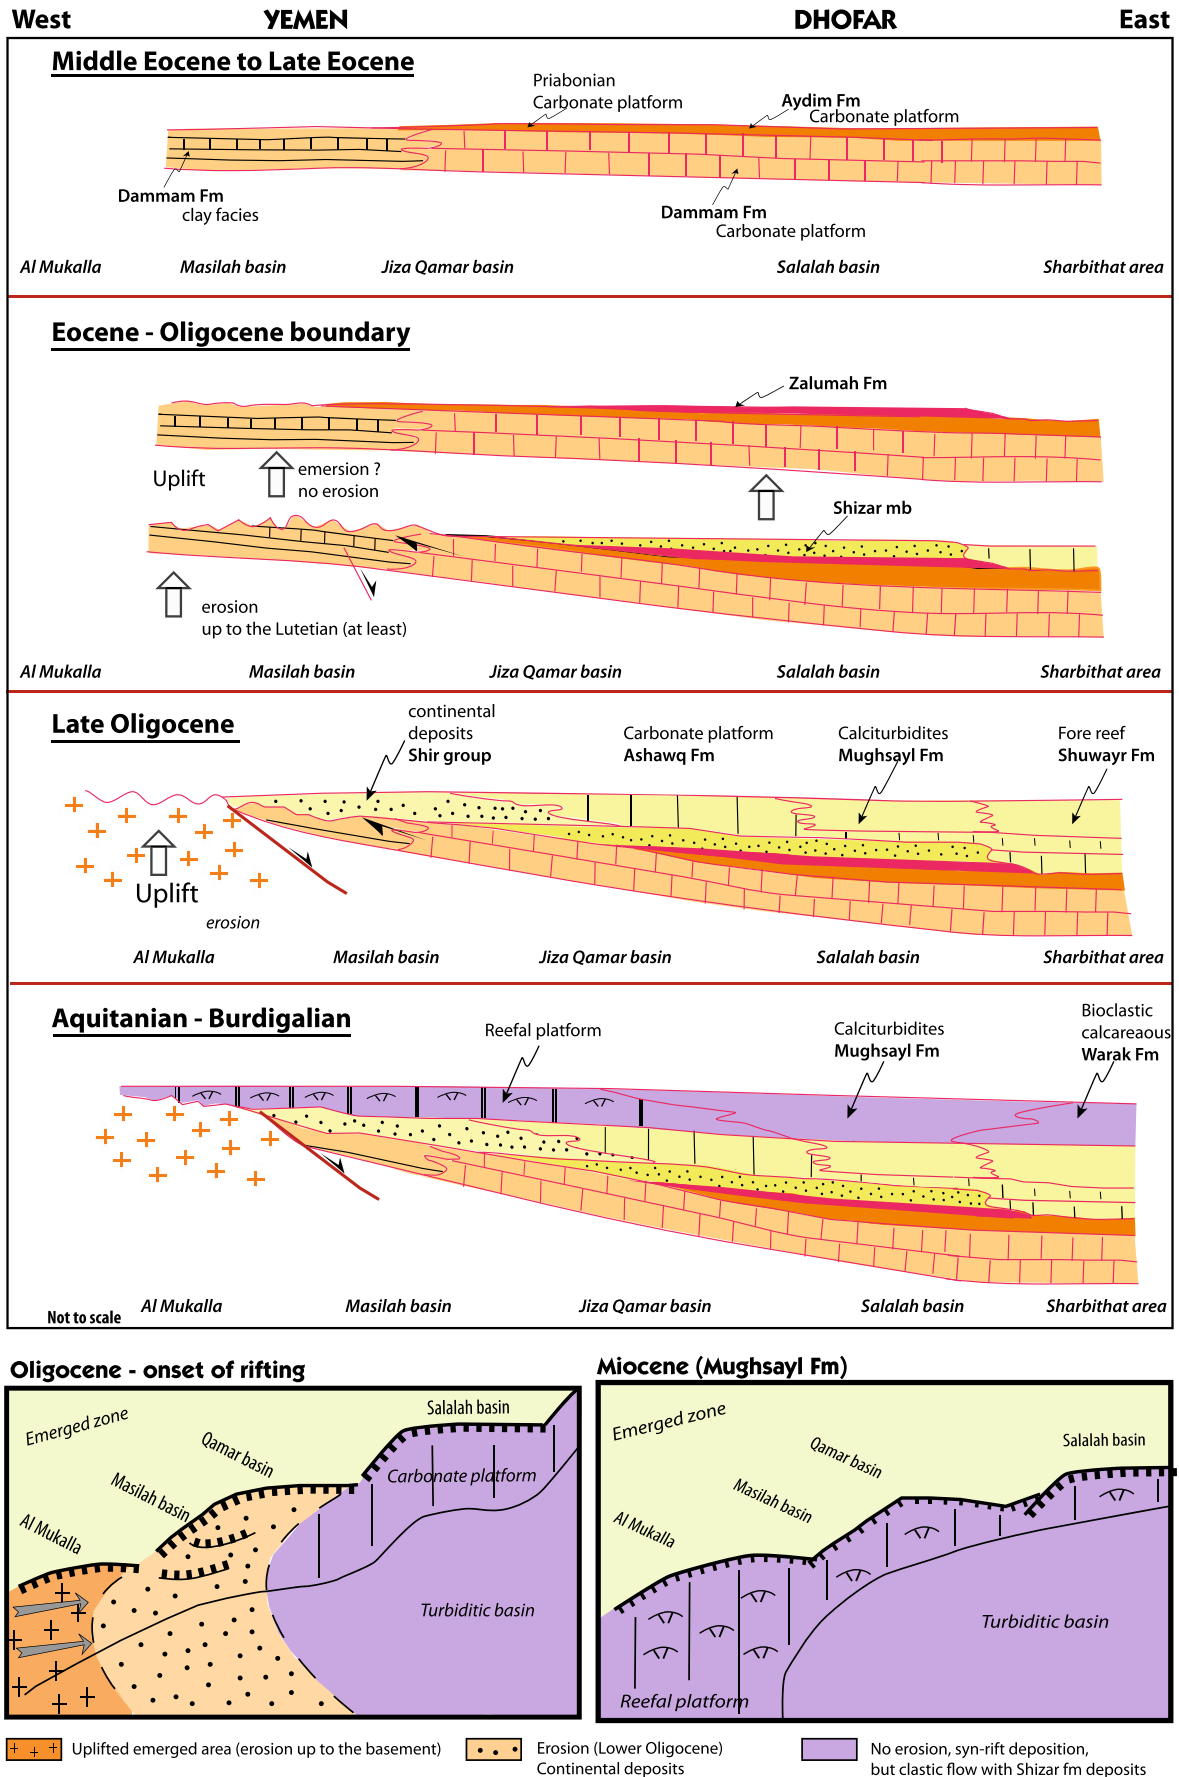 West YEMEN DHOFAR East
Middle Eocene to Late Eocene
Priabonian
Carbonate platform
Aydim Fm
Carbonate platform
Dammam Fm
clay facies
Dammam Fm
Carbonate platform
Al Mukalla Masilah basin Jiza Qamar basin Salalah basin Sharbithat area
Eocene - Oligocene boundary
Zalumah Fm
Uplift
emersion ?
no erosion
Shizar mb
erosion
up to the Lutetian (at least)
Al Mukalla Masilah basin Jiza Qamar basin Salalah basin Sharbithat area
Late Oligocene
continental
deposits
Shir group
Carbonate platform
Ashawq Fm
Calciturbidites
Mughsayl Fm
Fore reef
Shuwayr Fm
Uplift
erosion
Al Mukalla Masilah basin Jiza Qamar basin Salalah basin Sharbithat area
Aquitanian - Burdigalian
Reefal platform
Calciturbidites
Mughsayl Fm
Bioclastic
calcareaous
Warak Fm
Al Mukalla Masilah basin Jiza Qamar basin Salalah basin Sharbithat area
Not to scale
Oligocene - onset of rifting
Emerged zone
Salalah basin
Qamar basin
Masilah basin
Al Mukalla
Carbonate platform
Turbiditic basin
Miocene (Mughsayl Fm)
Emerged zone
Salalah basin
Qamar basin
Masilah basin
Al Mukalla
Turbiditic basin
Reefal platform
Uplifted emerged area (erosion up to the basement)
Erosion (Lower Oligocene)
Continental deposits
No erosion, syn-rift deposition,
but clastic flow with Shizar fm deposits